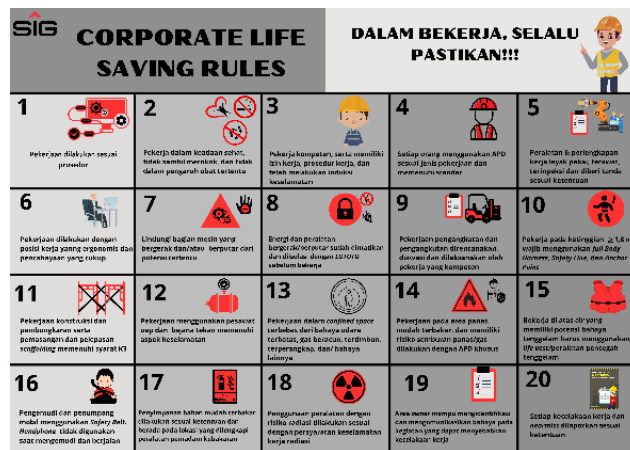 SIG
CORPORATE LIFE
SAVING RULES
DALAM BEKERJA, SELALU
PASTIKAN!!!
1
Pekerjaan dilakukan sesuai
prosedur
2
Pekerja dalam keadaan sehat,
tidak sambil merokok, dan tidak
dalam pengaruh obat tertentu
3
Pekerja kompeten, serta memiliki
izin kerja, prosedur kerja, dan
telah melakukan induksi
keselamatan
4
Setiap orang menggunakan APD
sesuai jenis pekerjaan dan
memenuhi standar
5
Peralatan & perlengkapan
kerja layak pakai, terawat,
terinpeksi dan diberi tanda
sesuai ketentuan
6
Pekerjaan dilakukan dengan
posisi kerja yanng ergonomis dan
pencahayaan yang cukup
7
Lindungi bagian mesin yang
bergerak dan/atau berputar dari
potensi tertentu
8
Energi dan peralatan
bergerak/berputar sudah dimatikan
dan diisolasi dengan LOTOTO
sebelum bekerja
9
Pekerjaan pengangkatan dan
pengangkutan direncanakan,
diawasi dan dilaksanakan oleh
pekerja yang kompeten
10
Pekerja pada ketinggian ≥ 1,8 m
wajib menggunakan full Body
Harness, Safety Line, dan Anchor
Point
11
Pekerjaan konstruksi dan
pembongkaran serta
pemasangan dan pelepasan
scaffolding memenuhi syarat K3
12
Pekerjaan menggunakan pesawat
uap dan bejana tekan memenuhi
aspek keselamatan
13
Pekerjaan dalam confined space
terbebas dari bahaya udara
terbatas, gas beracun, tertimbun,
terperangkap, dan/ bahaya
lainnya
14
Pekerjaan pada area panas
mudah terbakar, dan memiliki
risiko semburan panas/gas
dilakukan dengan APD khusus
15
Bekerja di atas air yang
memiliki potensi bahaya
tenggelam harus menggunakan
life vest/peralatan pencegah
tenggelam
16
Pengemudi dan penumpang
mobil menggunakan Safety Belt.
Handphone tidak digunakan
saat mengemudi dan berjalan
17
Penyimpanan bahan mudah terbakar
dilakukan sesuai ketentuan dan
berada pada lokasi yang dilengkapi
peralatan pemadam kebakaran
18
Penggunaan peralatan dengan
risiko radiasi dilakukan sesuai
dengan persyaratan keselamatan
kerja radiasi
19
Area owner mampu mengidentifikasi
dan mengomunikasikan bahaya pada
kegiatan yang dapat menyebabkan
kecelakaan kerja
20
Setiap kecelakaan kerja dan
nearmiss dilaporkan sesuai
ketentuan